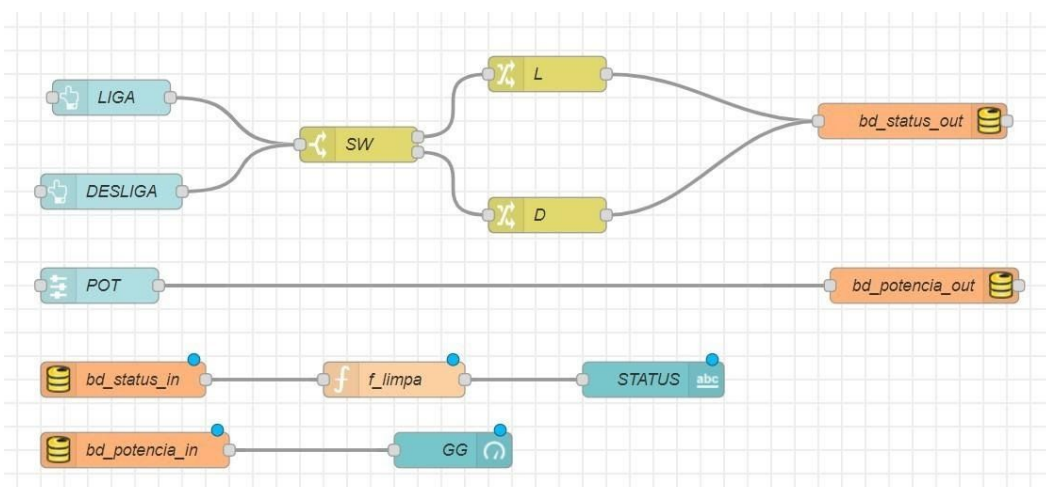 LIGA
L
bd_status_out
SW
DESLIGA
D
POT
bd_potencia_out
bd_status_in
f_limpa
STATUS abc
bd_potencia_in
GG